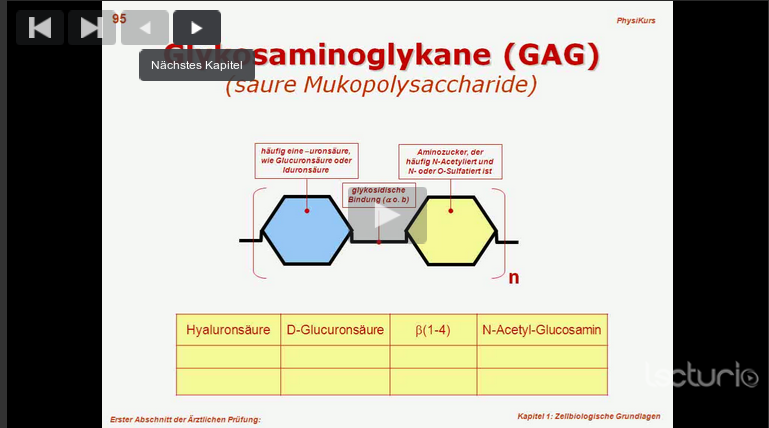 95
PhysiKurs
Glykosaminoglykane (GAG)
Nächstes Kapitel
(saure Mukopolysaccharide)
häufig eine –uronsäure,
wie Glucuronsäure oder
Iduronsäure
Aminozucker, der
häufig N-Acetyliert und
N- oder O-Sulfatiert ist
glykosidische
Bindung (α o. b)
n
Hyaluronsäure D-Glucuronsäure β(1-4) N-Acetyl-Glucosamin
lecturio
Erster Abschnitt der Ärztlichen Prüfung:
Kapitel 1: Zellbiologische Grundlagen